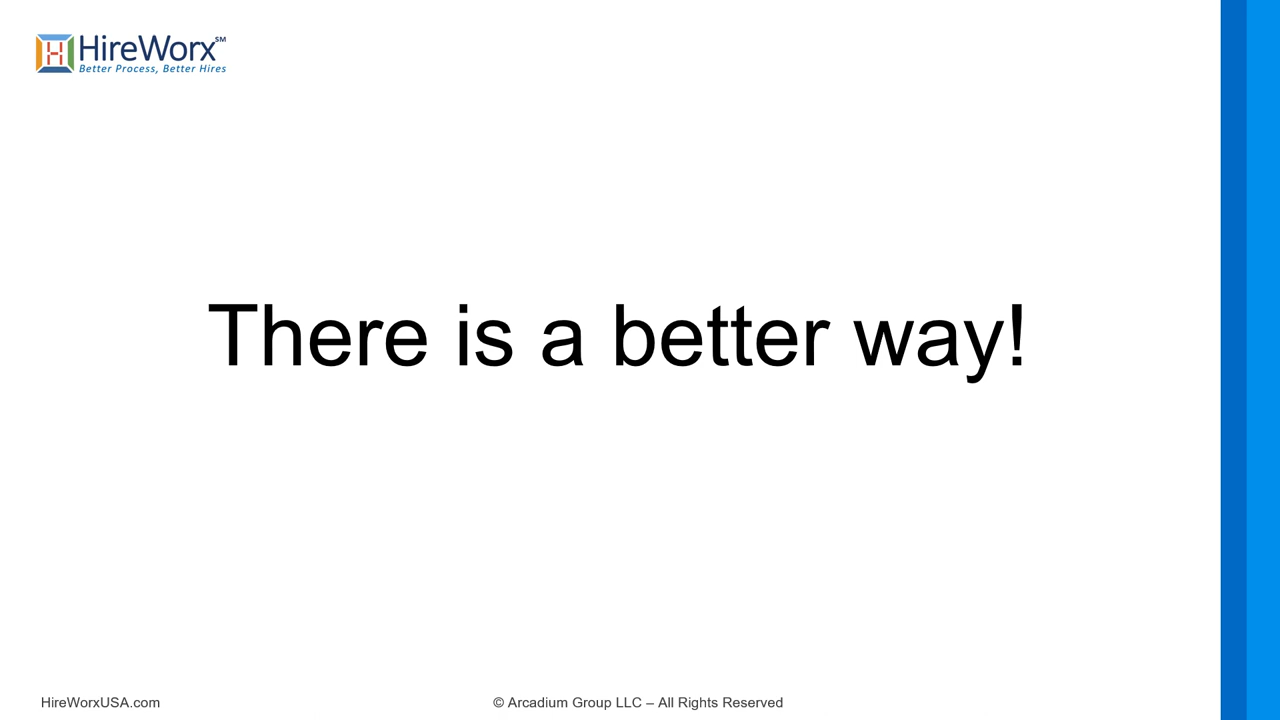 HireWorx℠
Better Process, Better Hires
There is a better way!
HireWorxUSA.com
© Arcadium Group LLC – All Rights Reserved